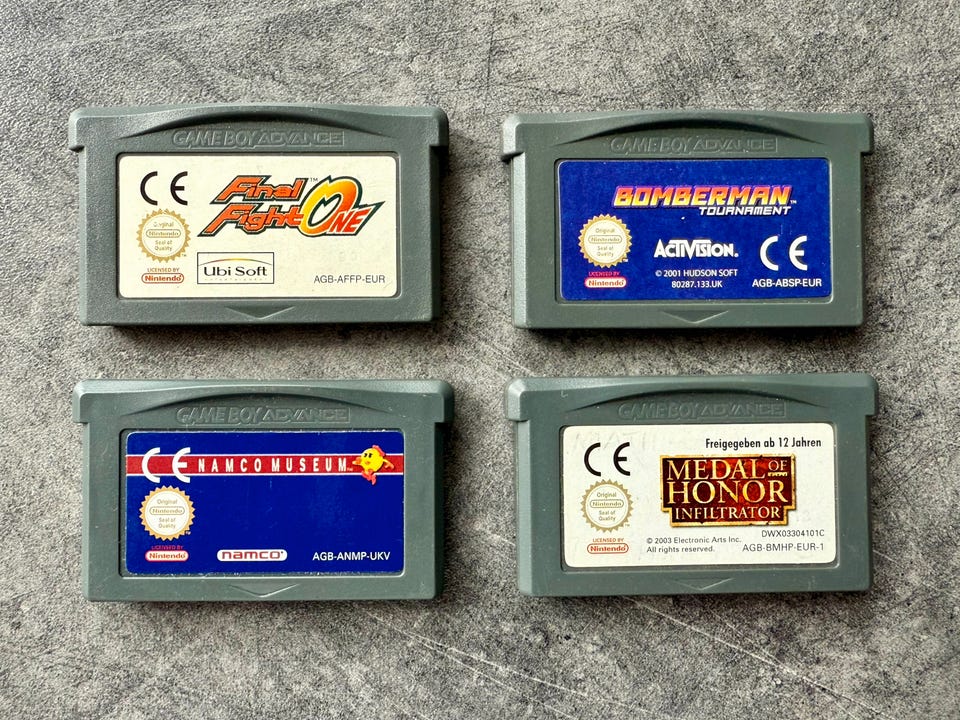 GAME BOY ADVANCE
CE
Final
Fight ONE™
Original
Nintendo
Seal of
Quality
LICENSED BY
Nintendo
Ubi Soft
ENTERTAINMENT
AGB-AFFP-EUR
GAME BOY ADVANCE
BOMBERMAN™
TOURNAMENT
Original
Nintendo
Seal of
Quality
ACTIVISION®
CE
LICENSED BY
Nintendo
© 2001 HUDSON SOFT
80287.133.UK
AGB-ABSP-EUR
GAME BOY ADVANCE
CE
NAMCO MUSEUM™
Original
Nintendo
Seal of
Quality
LICENSED BY
Nintendo
namco®
AGB-ANMP-UKV
GAME BOY ADVANCE
CE
Freigegeben ab 12 Jahren
MEDAL OF
HONOR
INFILTRATOR
Original
Nintendo
Seal of
Quality
DWX03304101C
LICENSED BY
Nintendo
© 2003 Electronic Arts Inc.
All rights reserved.
AGB-BMHP-EUR-1